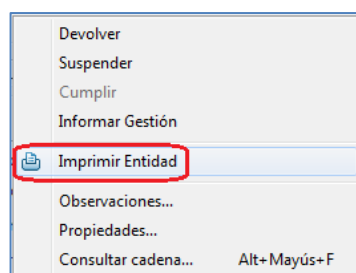 Devolver
Suspender
Cumplir
Informar Gestión
Imprimir Entidad
Observaciones...
Propiedades...
Consultar cadena... Alt+Mayús+F